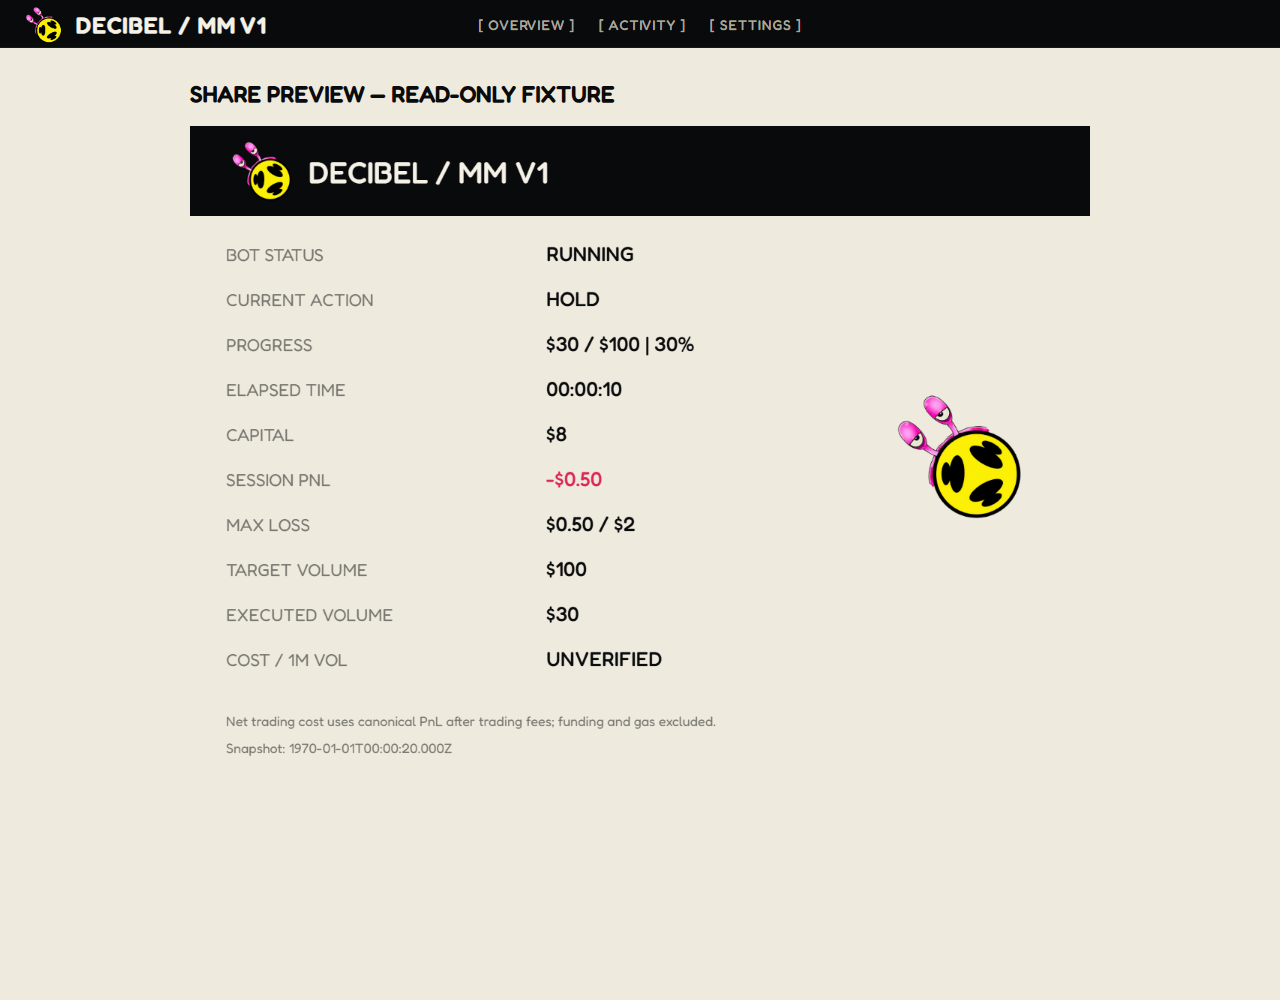 DECIBEL / MM V1
[ OVERVIEW ] [ ACTIVITY ] [ SETTINGS ]
SHARE PREVIEW — READ-ONLY FIXTURE
DECIBEL / MM V1
BOT STATUS RUNNING
CURRENT ACTION HOLD
PROGRESS $30 / $100 | 30%
ELAPSED TIME 00:00:10
CAPITAL $8
SESSION PNL -$0.50
MAX LOSS $0.50 / $2
TARGET VOLUME $100
EXECUTED VOLUME $30
COST / 1M VOL UNVERIFIED
Net trading cost uses canonical PnL after trading fees; funding and gas excluded.
Snapshot: 1970-01-01T00:00:20.000Z